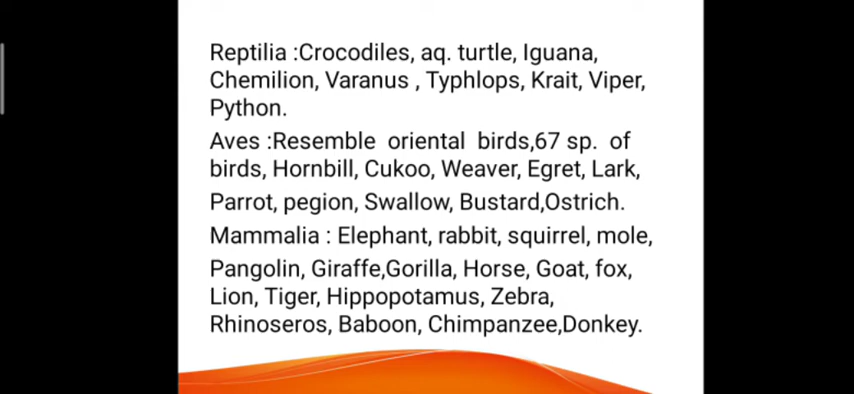 Reptilia :Crocodiles, aq. turtle, Iguana,
Chemilion, Varanus , Typhlops, Krait, Viper,
Python.
Aves :Resemble oriental birds,67 sp. of
birds, Hornbill, Cukoo, Weaver, Egret, Lark,
Parrot, pegion, Swallow, Bustard,Ostrich.
Mammalia : Elephant, rabbit, squirrel, mole,
Pangolin, Giraffe,Gorilla, Horse, Goat, fox,
Lion, Tiger, Hippopotamus, Zebra,
Rhinoseros, Baboon, Chimpanzee,Donkey.